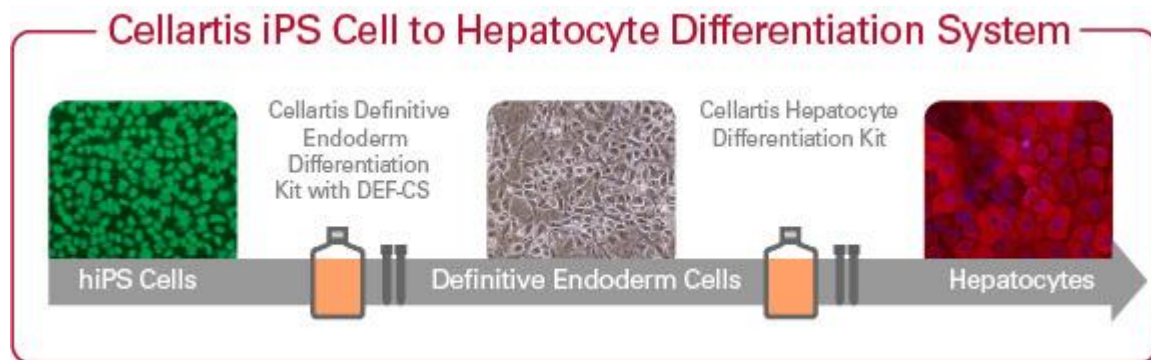 Cellartis iPS Cell to Hepatocyte Differentiation System
Cellartis Definitive
Endoderm
Differentiation
Kit with DEF-CS
Cellartis Hepatocyte
Differentiation Kit
hiPS Cells
Definitive Endoderm Cells
Hepatocytes